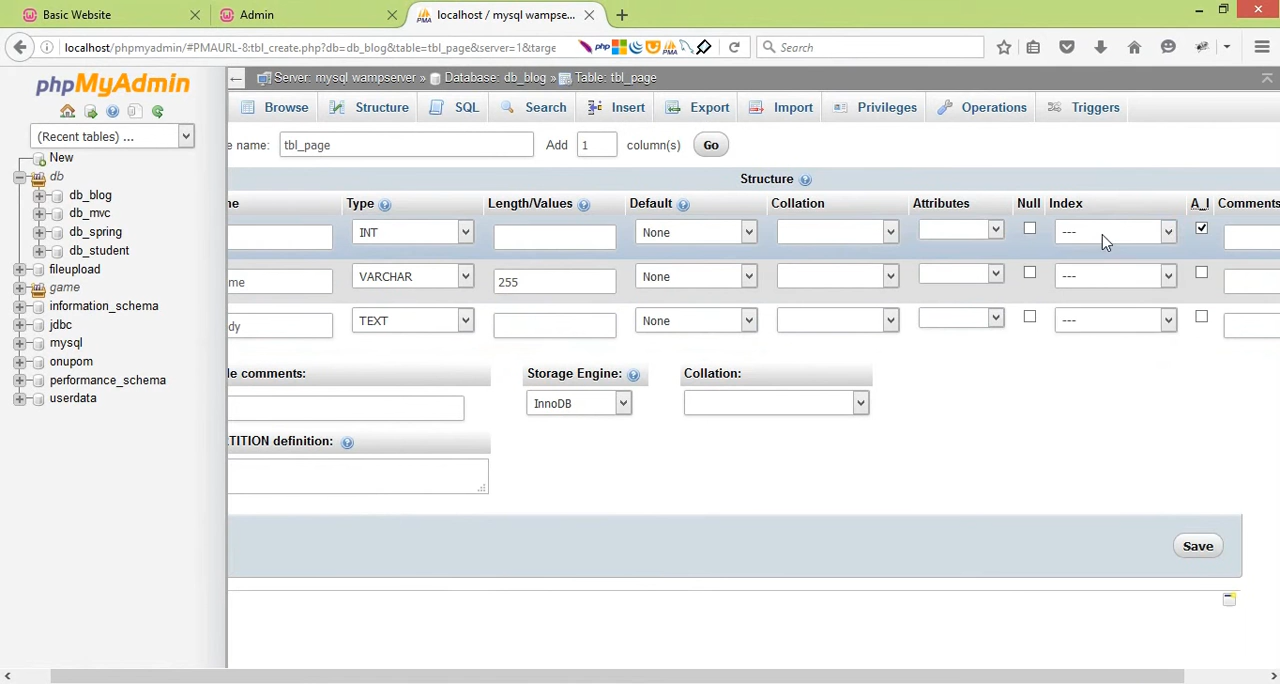 Basic Website
Admin
localhost / mysql wampse...
localhost/phpmyadmin/#PMAURL-8:tbl_create.php?db=db_blog&table=tbl_page&server=1&target
Search
phpMyAdmin
Server: mysql wampserver » Database: db_blog » Table: tbl_page
Browse Structure SQL Search Insert Export Import Privileges Operations Triggers
(Recent tables) ...
New
db
db_blog
db_mvc
db_spring
db_student
fileupload
game
information_schema
jdbc
mysql
onupom
performance_schema
userdata
e name: tbl_page Add 1 column(s) Go
Structure
me Type Length/Values Default Collation Attributes Null Index A_I Comments
INT None ---
me VARCHAR 255 None ---
dy TEXT None ---
le comments: Storage Engine: Collation:
InnoDB
TITION definition:
Save